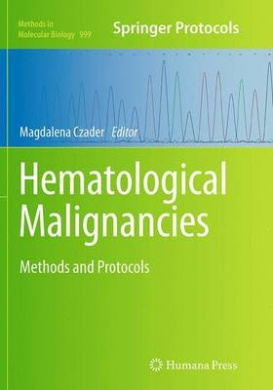 Methods in
Molecular Biology 999
Springer Protocols
Magdalena Czader Editor
Hematological
Malignancies
Methods and Protocols
Humana Press